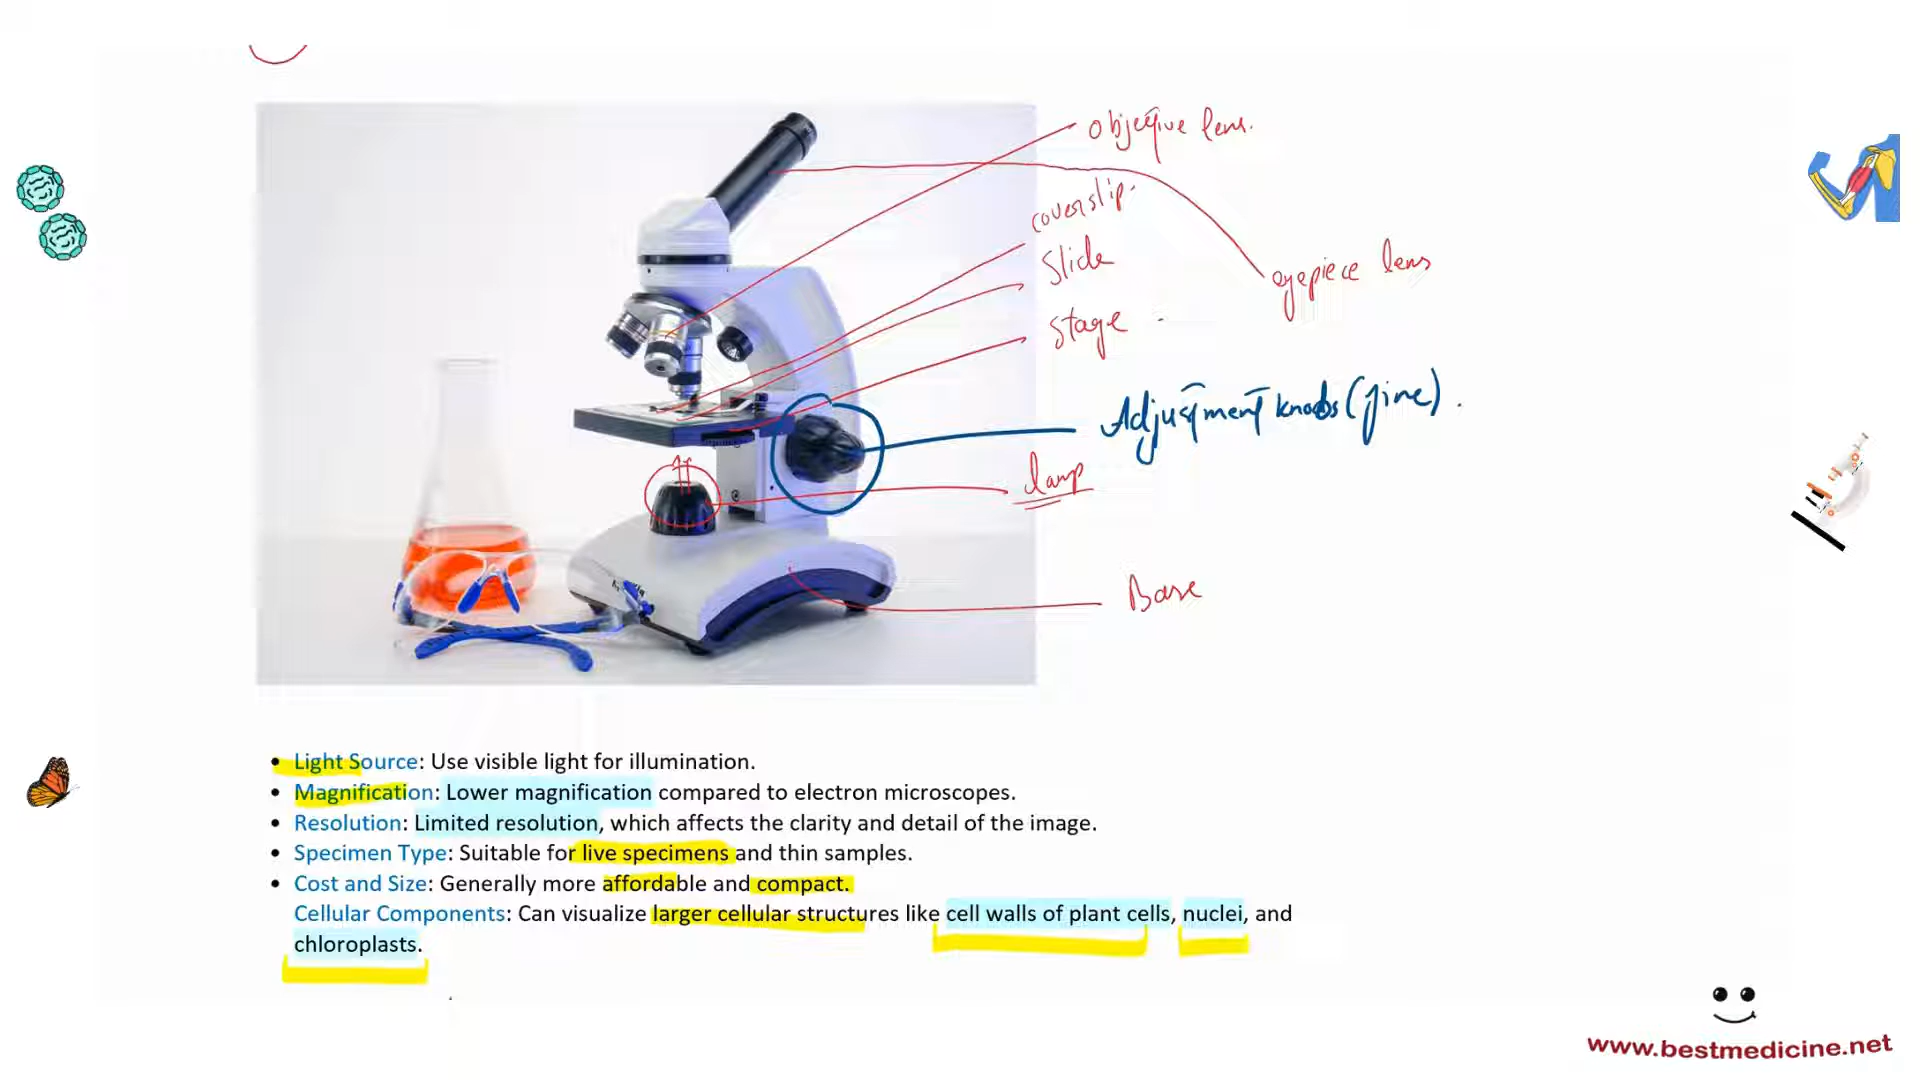 Objective lens.
coverslip.
Slide
eyepiece lens
Stage
Adjustment knobs (fine).
lamp
Base
• Light Source: Use visible light for illumination.
• Magnification: Lower magnification compared to electron microscopes.
• Resolution: Limited resolution, which affects the clarity and detail of the image.
• Specimen Type: Suitable for live specimens and thin samples.
• Cost and Size: Generally more affordable and compact.
Cellular Components: Can visualize larger cellular structures like cell walls of plant cells, nuclei, and
chloroplasts.
www.bestmedicine.net